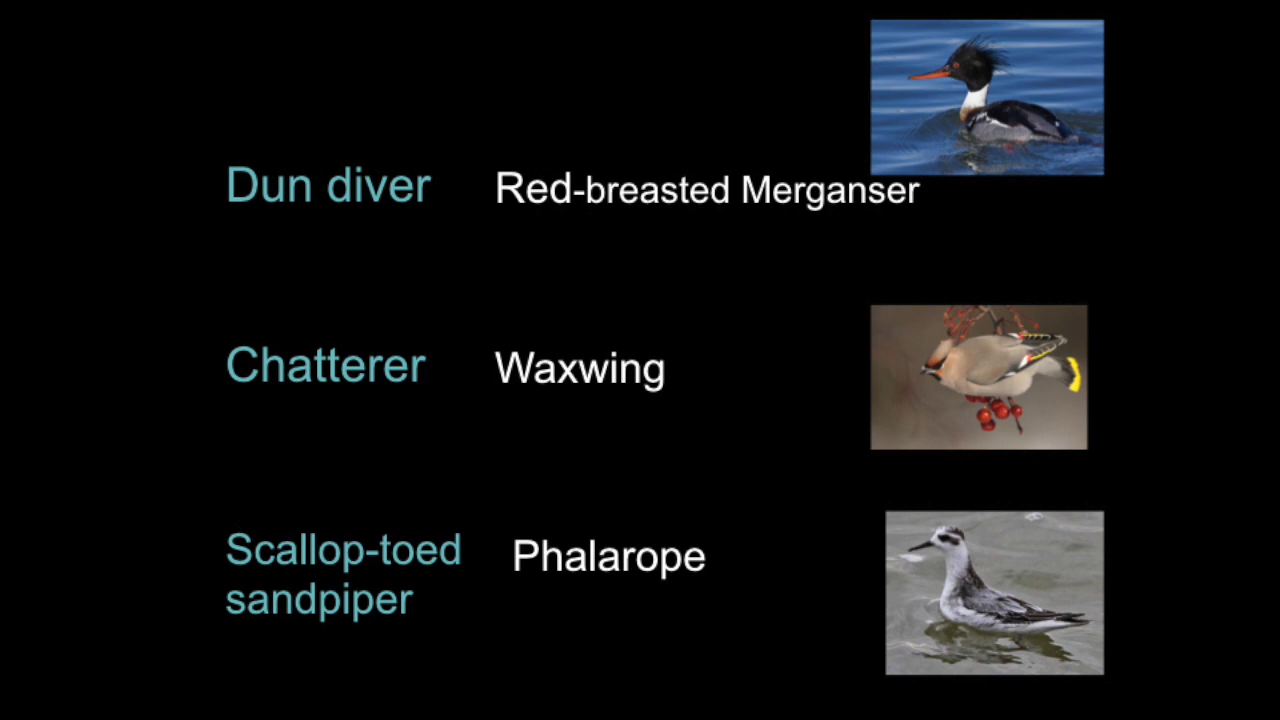 Dun diver Red-breasted Merganser
Chatterer Waxwing
Scallop-toed Phalarope
sandpiper